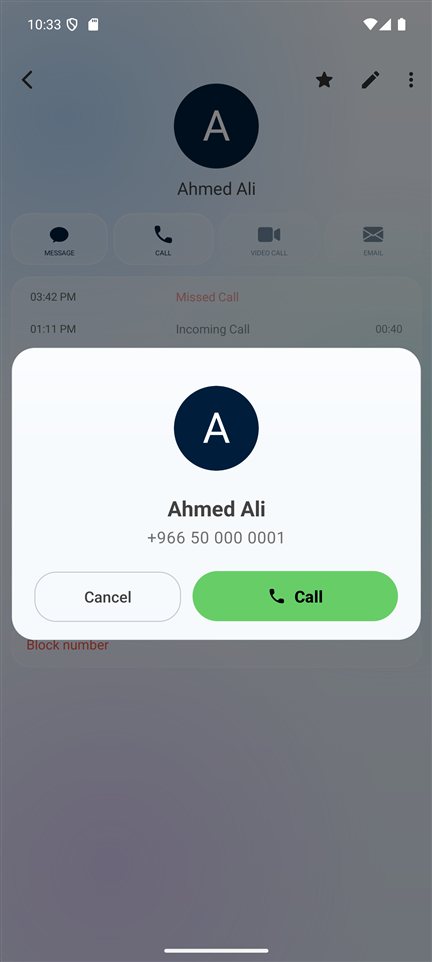 10:33
A
Ahmed Ali
MESSAGE CALL VIDEO CALL EMAIL
03:42 PM Missed Call
01:11 PM Incoming Call 00:40
A
Ahmed Ali
+966 50 000 0001
Cancel Call
Block number